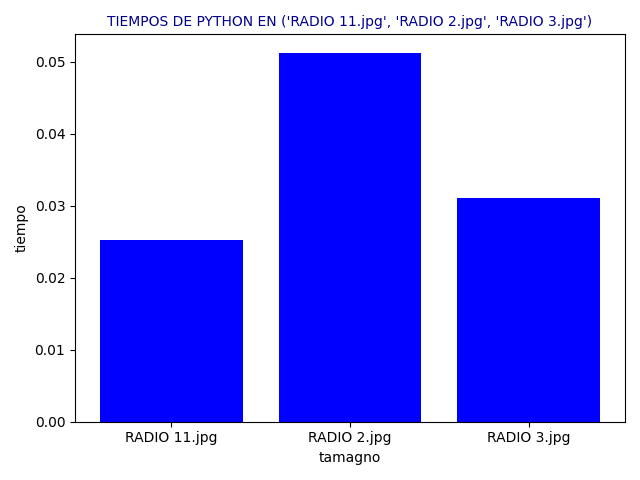 TIEMPOS DE PYTHON EN ('RADIO 11.jpg', 'RADIO 2.jpg', 'RADIO 3.jpg')
0.05
0.04
0.03
0.02
0.01
0.00
tiempo
RADIO 11.jpg RADIO 2.jpg RADIO 3.jpg
tamagno